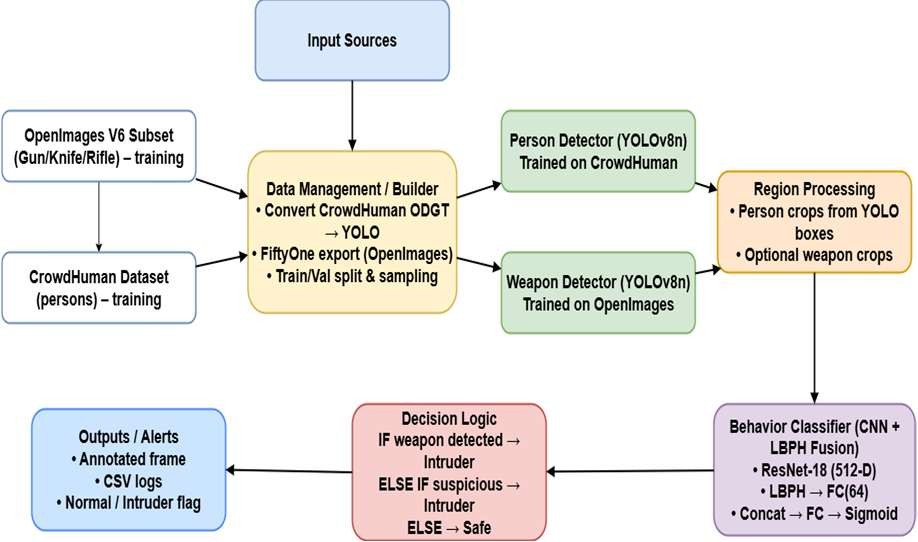 Input Sources
OpenImages V6 Subset
(Gun/Knife/Rifle) – training
CrowdHuman Dataset
(persons) – training
Data Management / Builder
• Convert CrowdHuman ODGT
→ YOLO
• FiftyOne export (OpenImages)
• Train/Val split & sampling
Person Detector (YOLOv8n)
Trained on CrowdHuman
Weapon Detector (YOLOv8n)
Trained on OpenImages
Region Processing
• Person crops from YOLO
boxes
• Optional weapon crops
Behavior Classifier (CNN +
LBPH Fusion)
• ResNet-18 (512-D)
• LBPH → FC(64)
• Concat → FC → Sigmoid
Decision Logic
IF weapon detected →
Intruder
ELSE IF suspicious →
Intruder
ELSE → Safe
Outputs / Alerts
• Annotated frame
• CSV logs
• Normal / Intruder flag